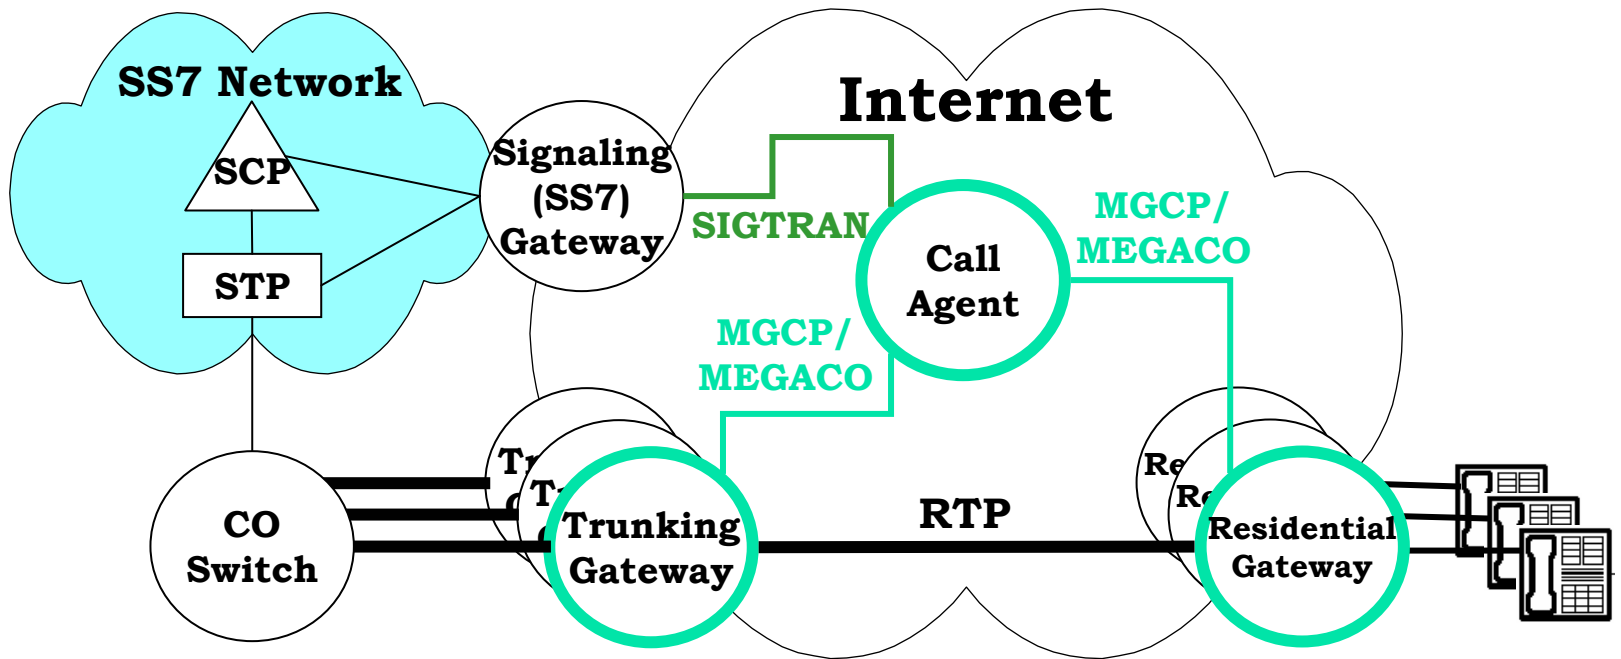 SS7 Network
Internet
SCP
STP
Signaling
(SS7)
Gateway
SIGTRAN
Call
Agent
MGCP/
MEGACO
MGCP/
MEGACO
CO
Switch
Trunking
Gateway
RTP
Residential
Gateway